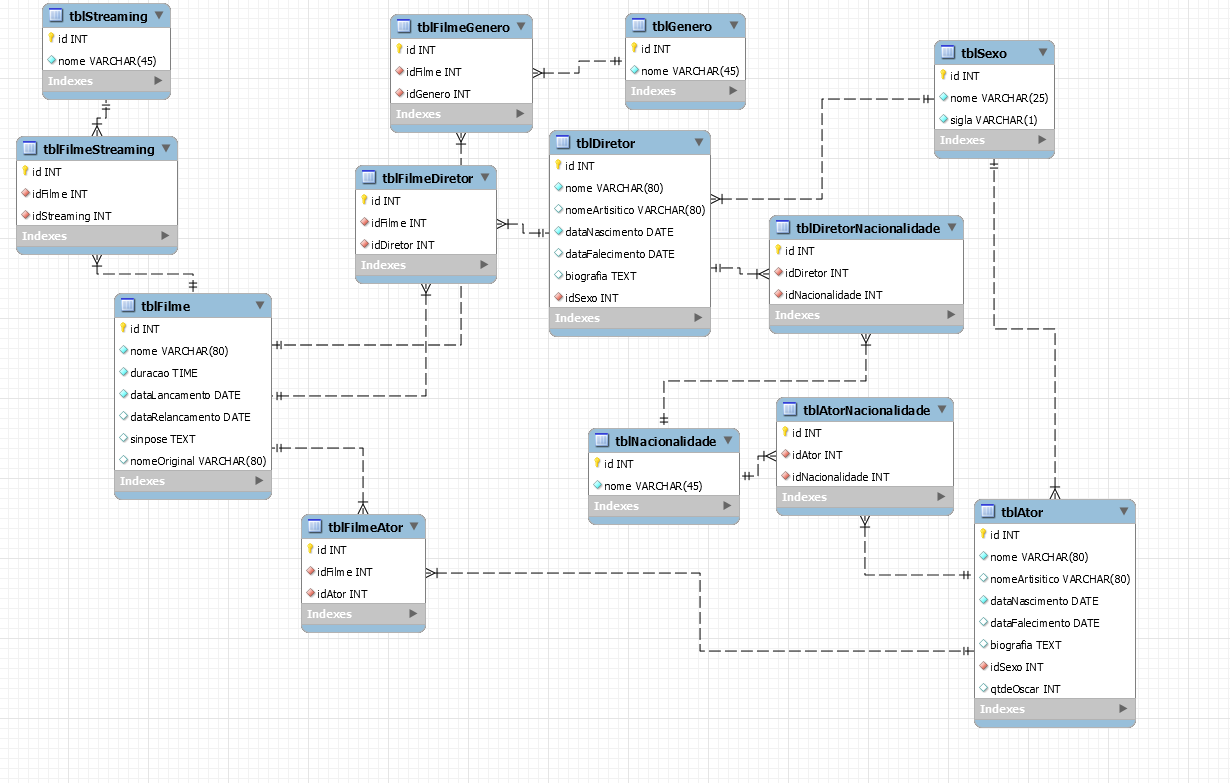 tblStreaming
id INT
nome VARCHAR(45)
Indexes
tblFilmeStreaming
id INT
idFilme INT
idStreaming INT
Indexes
tblFilme
id INT
nome VARCHAR(80)
duracao TIME
dataLancamento DATE
dataRelancamento DATE
sinpose TEXT
nomeOriginal VARCHAR(80)
Indexes
tblFilmeGenero
id INT
idFilme INT
idGenero INT
Indexes
tblGenero
id INT
nome VARCHAR(45)
Indexes
tblFilmeDiretor
id INT
idFilme INT
idDiretor INT
Indexes
tblDiretor
id INT
nome VARCHAR(80)
nomeArtisitico VARCHAR(80)
dataNascimento DATE
dataFalecimento DATE
biografia TEXT
idSexo INT
Indexes
tblSexo
id INT
nome VARCHAR(25)
sigla VARCHAR(1)
Indexes
tblDiretorNacionalidade
id INT
idDiretor INT
idNacionalidade INT
Indexes
tblNacionalidade
id INT
nome VARCHAR(45)
Indexes
tblAtorNacionalidade
id INT
idAtor INT
idNacionalidade INT
Indexes
tblFilmeAtor
id INT
idFilme INT
idAtor INT
Indexes
tblAtor
id INT
nome VARCHAR(80)
nomeArtisitico VARCHAR(80)
dataNascimento DATE
dataFalecimento DATE
biografia TEXT
idSexo INT
qtdeOscar INT
Indexes